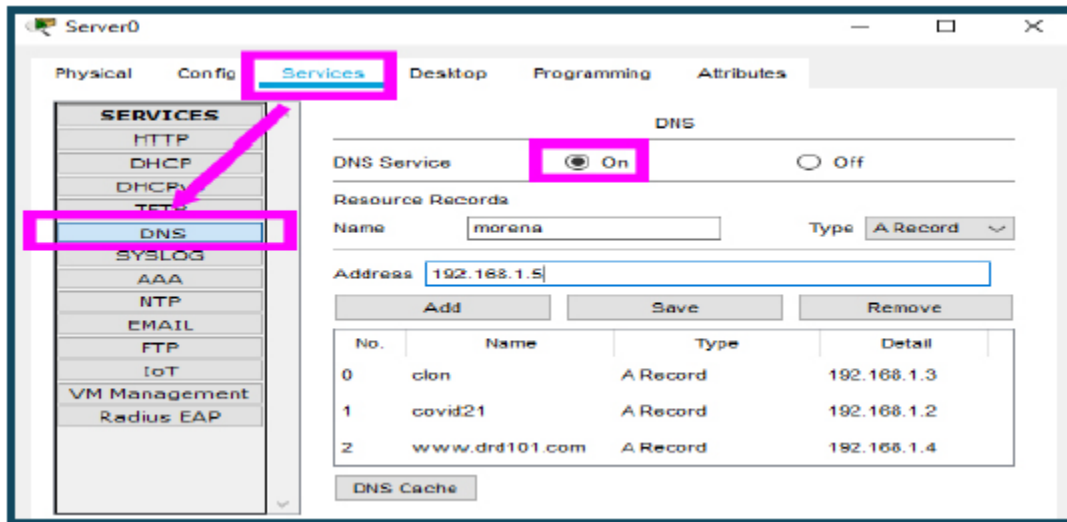 Server0
Physical Config Services Desktop Programming Attributes
SERVICES
HTTP
DHCP
DHCPv6
TFTP
DNS
SYSLOG
AAA
NTP
EMAIL
FTP
IoT
VM Management
Radius EAP
DNS
DNS Service On Off
Resource Records
Name morena Type A Record
Address 192.168.1.5
Add Save Remove
No. Name Type Detail
0 clon A Record 192.168.1.3
1 covid21 A Record 192.168.1.2
2 www.drd101.com A Record 192.168.1.4
DNS Cache